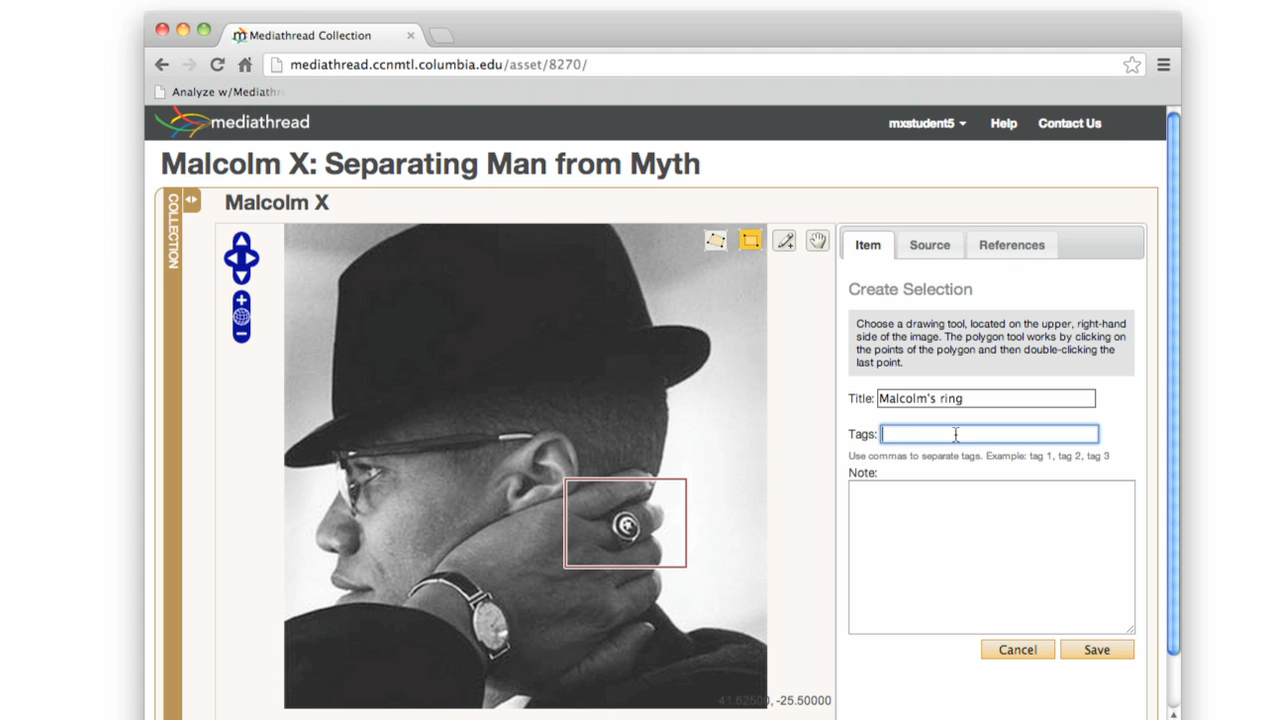 Mediathread Collection
mediathread.ccnmtl.columbia.edu/asset/8270/
Analyze w/Mediathr
mediathread
mxstudent5
Help
Contact Us
Malcolm X: Separating Man from Myth
COLLECTION
Malcolm X
Item
Source
References
Create Selection
Choose a drawing tool, located on the upper, right-hand
side of the image. The polygon tool works by clicking on
the points of the polygon and then double-clicking the
last point.
Title: Malcolm's ring
Tags:
Use commas to separate tags. Example: tag 1, tag 2, tag 3
Note:
Cancel
Save
41.62500, -25.50000